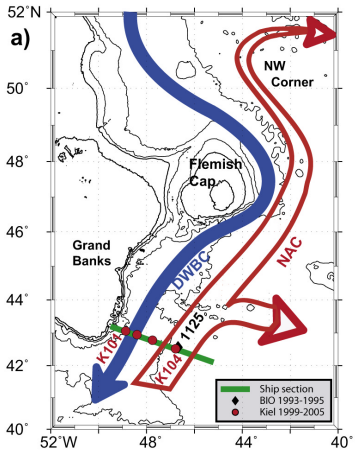 a)
52°N
50°
48°
46°
44°
42°
40°
52°W
48°
44°
40°
NW
Corner
Flemish
Cap
Grand
Banks
DWBC
NAC
K101
K104
1125
Ship section
BIO 1993-1995
Kiel 1999-2005